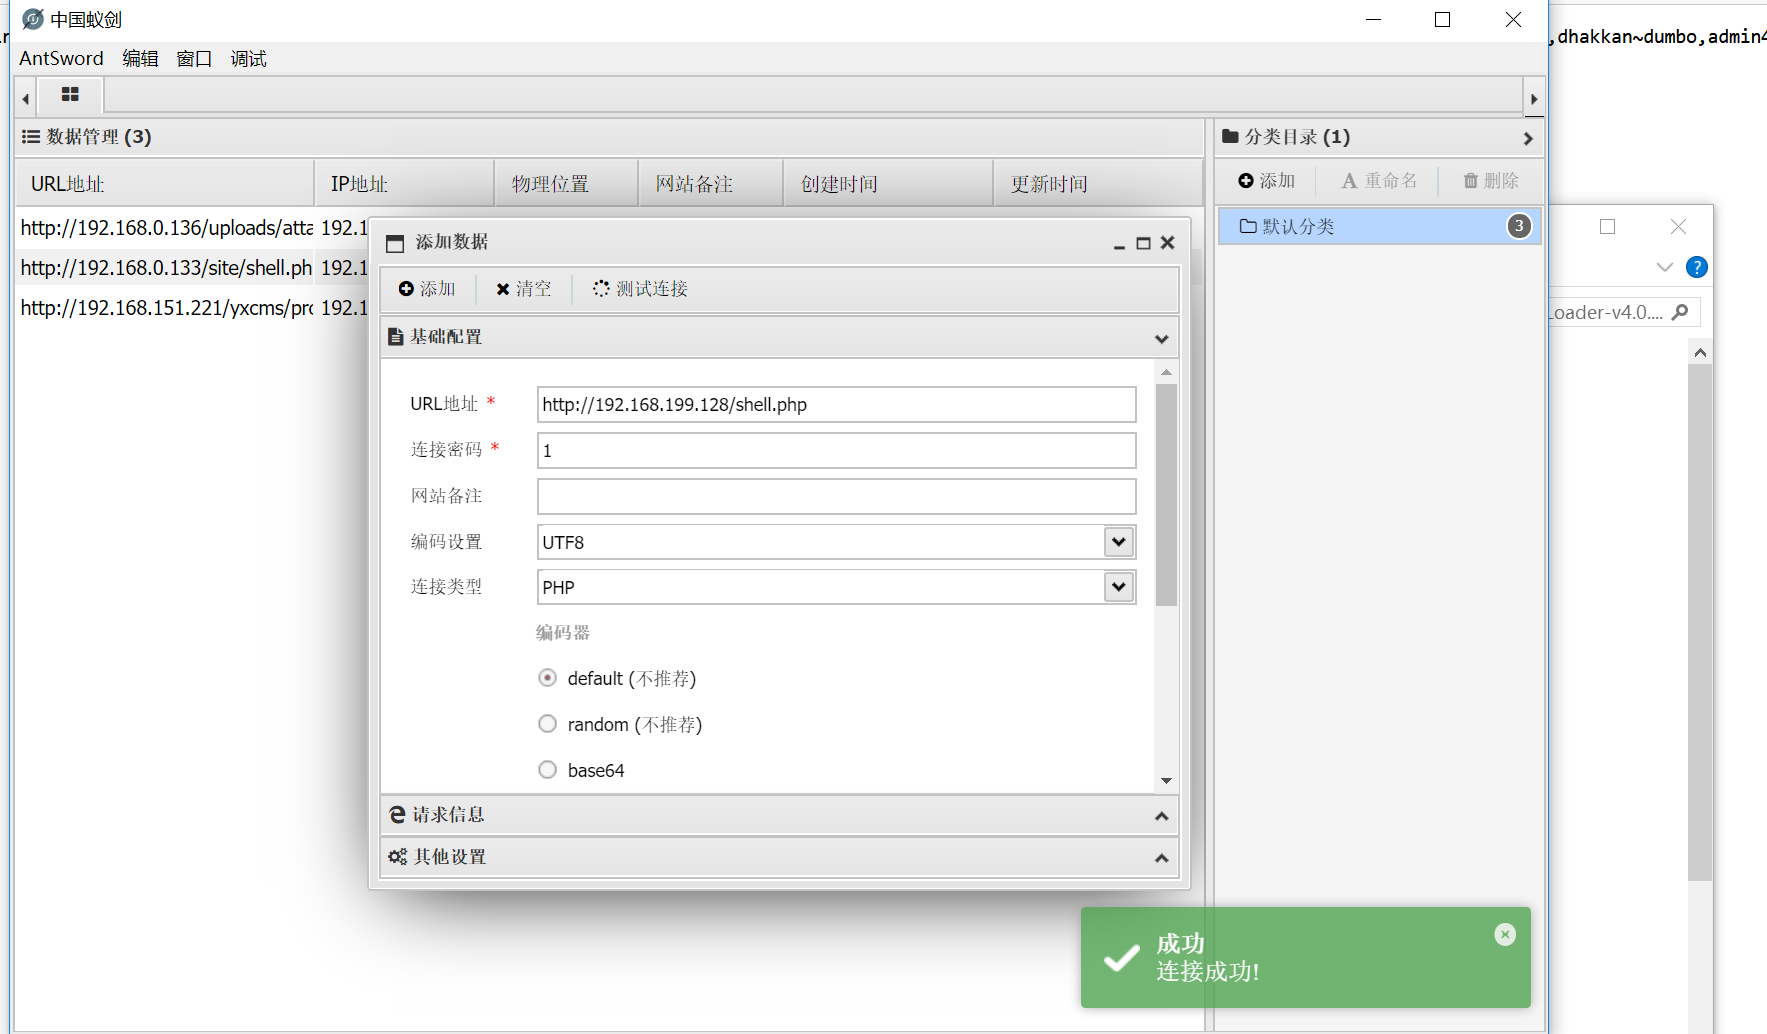 中国蚁剑
,dhakkan~dumbo,admin4
AntSword 编辑 窗口 调试
数据管理 (3)
分类目录 (1)
URL地址 IP地址 物理位置 网站备注 创建时间 更新时间
添加 重命名 删除
默认分类 3
http://192.168.0.136/uploads/atta 192.1
http://192.168.0.133/site/shell.ph 192.1
http://192.168.151.221/yxcms/pro 192.1
添加数据
添加 清空 测试连接
基础配置
Loader-v4.0....
URL地址 * http://192.168.199.128/shell.php
连接密码 * 1
网站备注
编码设置 UTF8
连接类型 PHP
编码器
default (不推荐)
random (不推荐)
base64
请求信息
其他设置
成功
连接成功!